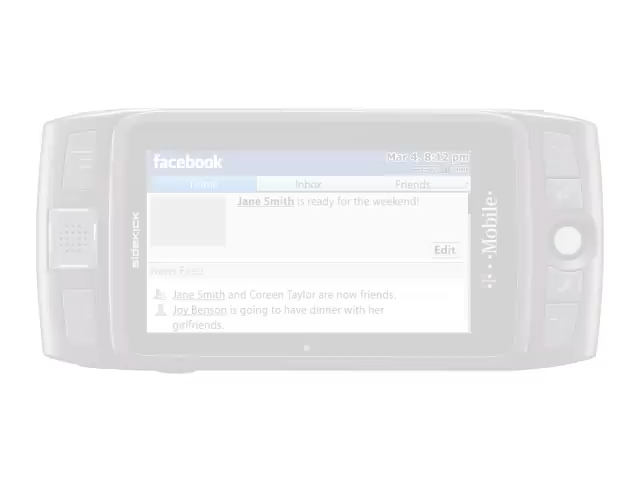 facebook
Mar 4, 8:12 pm
Home Inbox Friends
Jane Smith is ready for the weekend!
Edit
News Feed
Jane Smith and Coreen Taylor are now friends.
Joy Benson is going to have dinner with her
girlfriends.
SIDEKICK
T··Mobile·